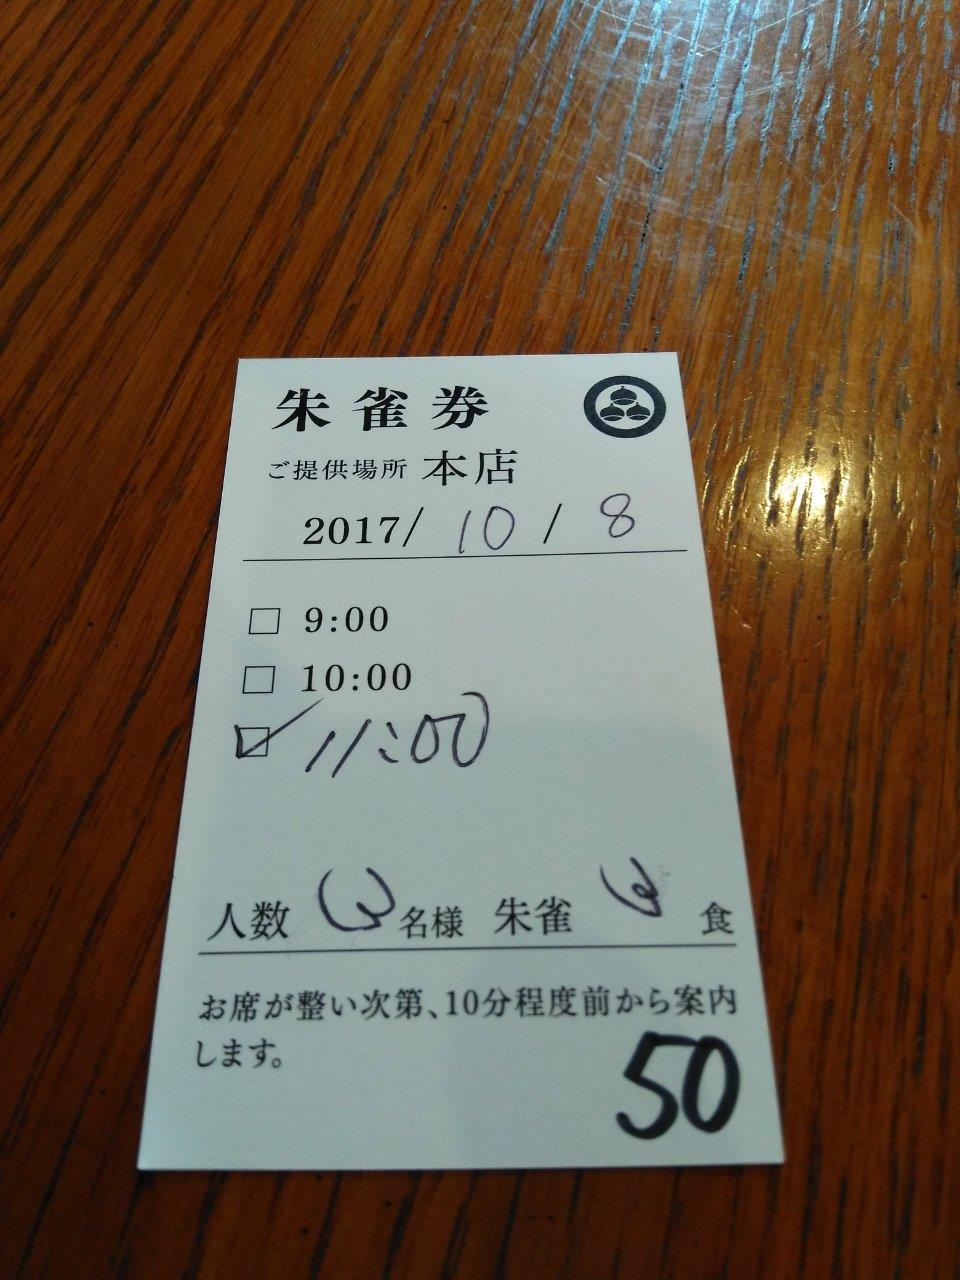 朱雀券
ご提供場所 本店
2017/10/8
□ 9:00
□ 10:00
☑ 11:00
人数 3 名様 朱雀 3 食
お席が整い次第、10分程度前から案内
します。
50